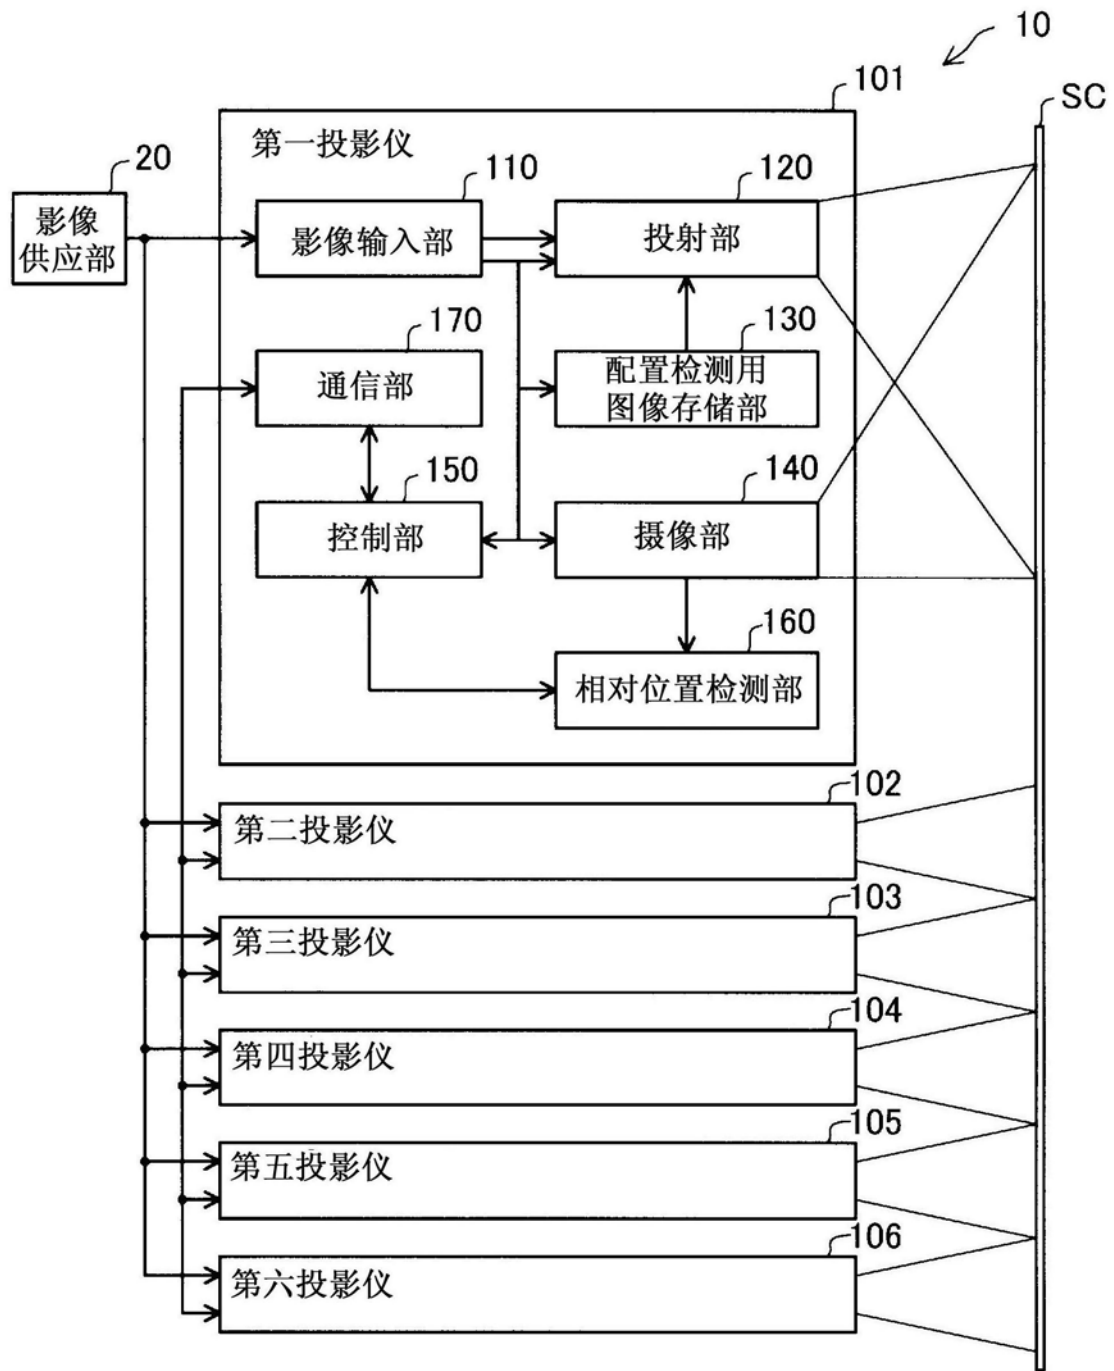 10
101
SC
第一投影仪
20
110
120
影像
供应部
影像输入部
投射部
170
130
通信部
配置检测用
图像存储部
150
140
控制部
摄像部
160
相对位置检测部
102
第二投影仪
103
第三投影仪
104
第四投影仪
105
第五投影仪
106
第六投影仪